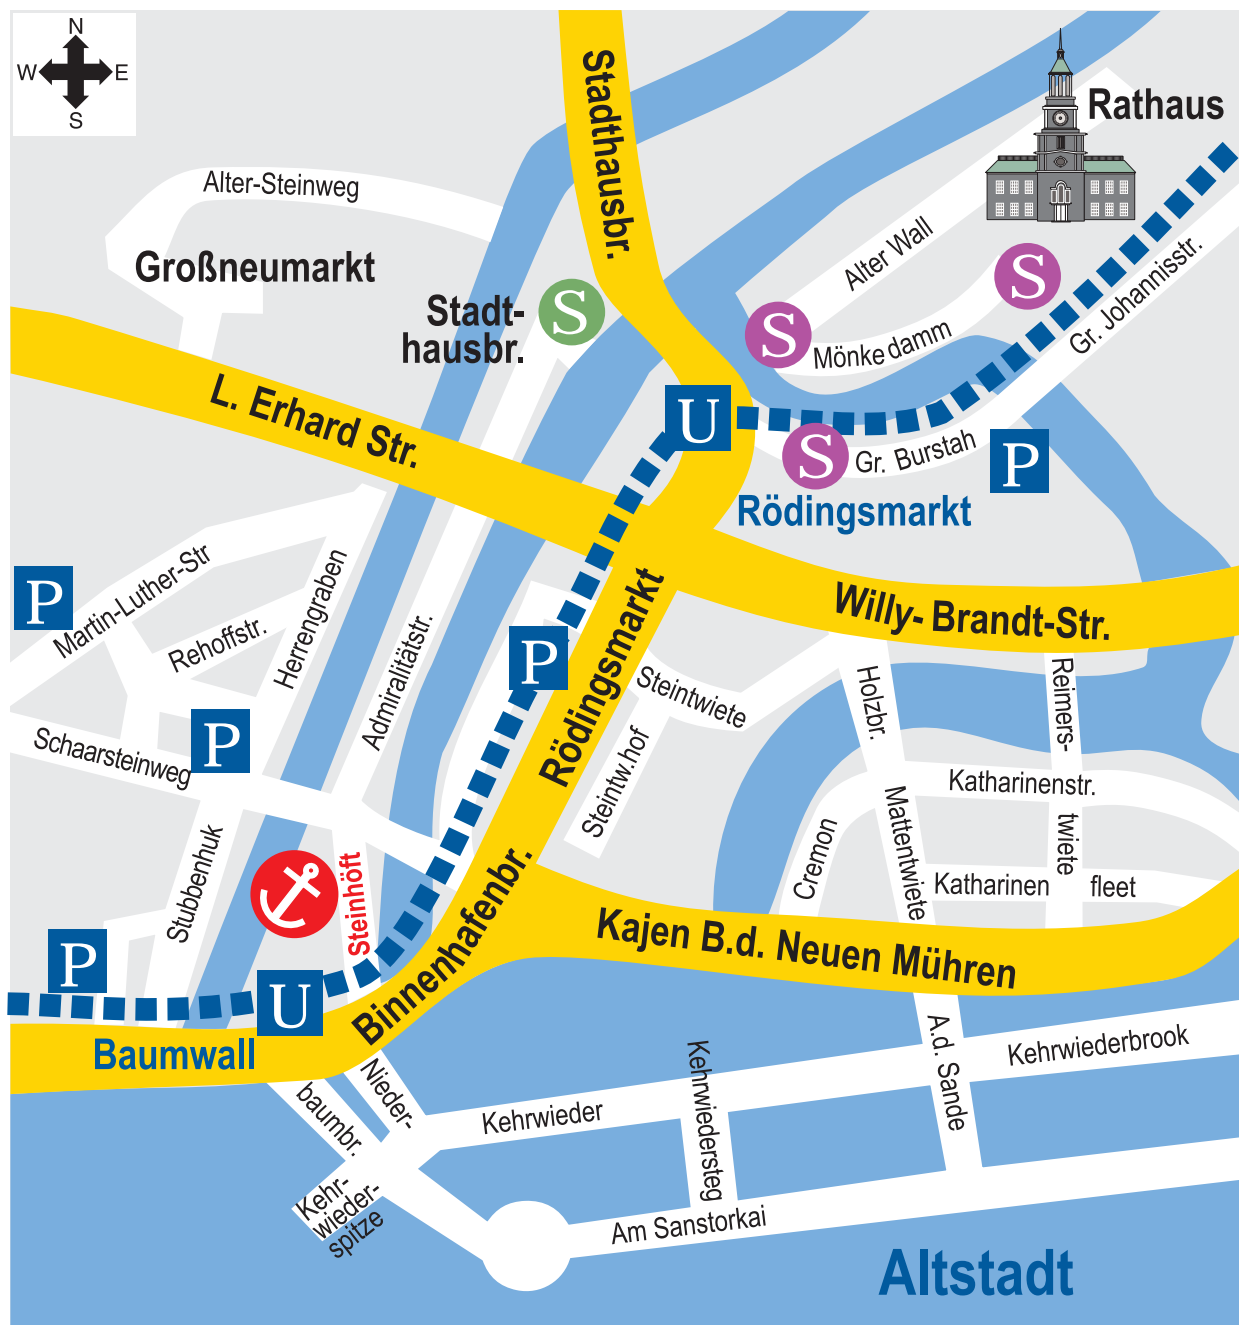 N
W E
S
Stadthausbr.
Rathaus
Alter-Steinweg
Großneumarkt
Alter Wall
S
Gr. Johannisstr.
Stadt-
hausbr.
S
S
Mönkedamm
L. Erhard Str.
U
S
Gr. Burstah
P
Rödingsmarkt
Martin-Luther-Str
P
Rehoffstr.
Herrengraben
Admiralitätstr.
P
Rödingsmarkt
Willy-Brandt-Str.
Steintwiete
Steintw.hof
Holzbr.
Reimers-
twiete
Schaarsteinweg
P
Katharinenstr.
Mattentwiete
Cremon
Katharinen fleet
Stubbenhuk
Steinhöft
Binnenhafenbr.
Kajen B.d. Neuen Mühren
P
U
Baumwall
Nieder-
baumbr.
Kehrwieder
Kehrwiedersteg
A.d. Sande
Kehrwiederbrook
Kehr-
wieder-
spitze
Am Sanstorkai
Altstadt